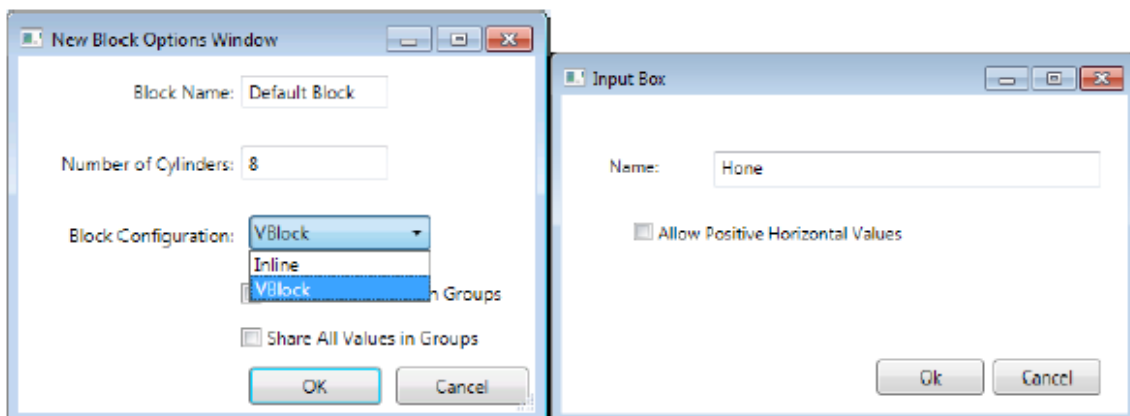 New Block Options Window
Block Name: Default Block
Number of Cylinders: 8
Block Configuration: VBlock
Inline
VBlock
n Groups
Share All Values in Groups
OK Cancel
Input Box
Name: Hone
Allow Positive Horizontal Values
Ok Cancel